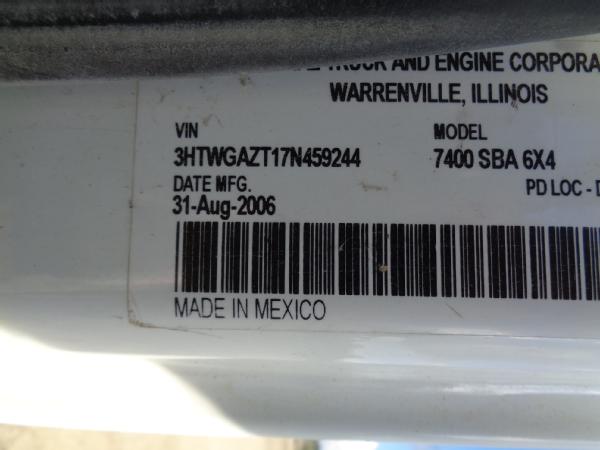 TRUCK AND ENGINE CORPORA
WARRENVILLE, ILLINOIS
VIN MODEL
3HTWGAZT17N459244 7400 SBA 6X4
DATE MFG. PD LOC -
31-Aug-2006
MADE IN MEXICO